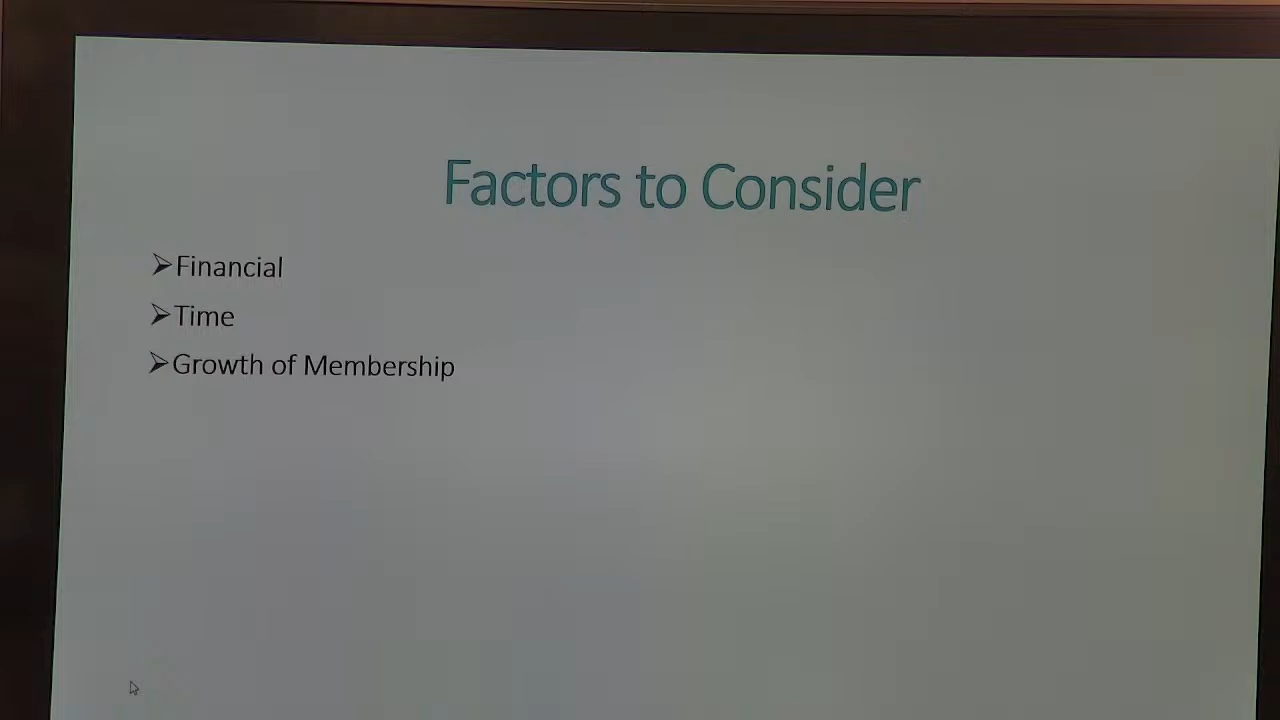 Factors to Consider
➢Financial
➢Time
➢Growth of Membership